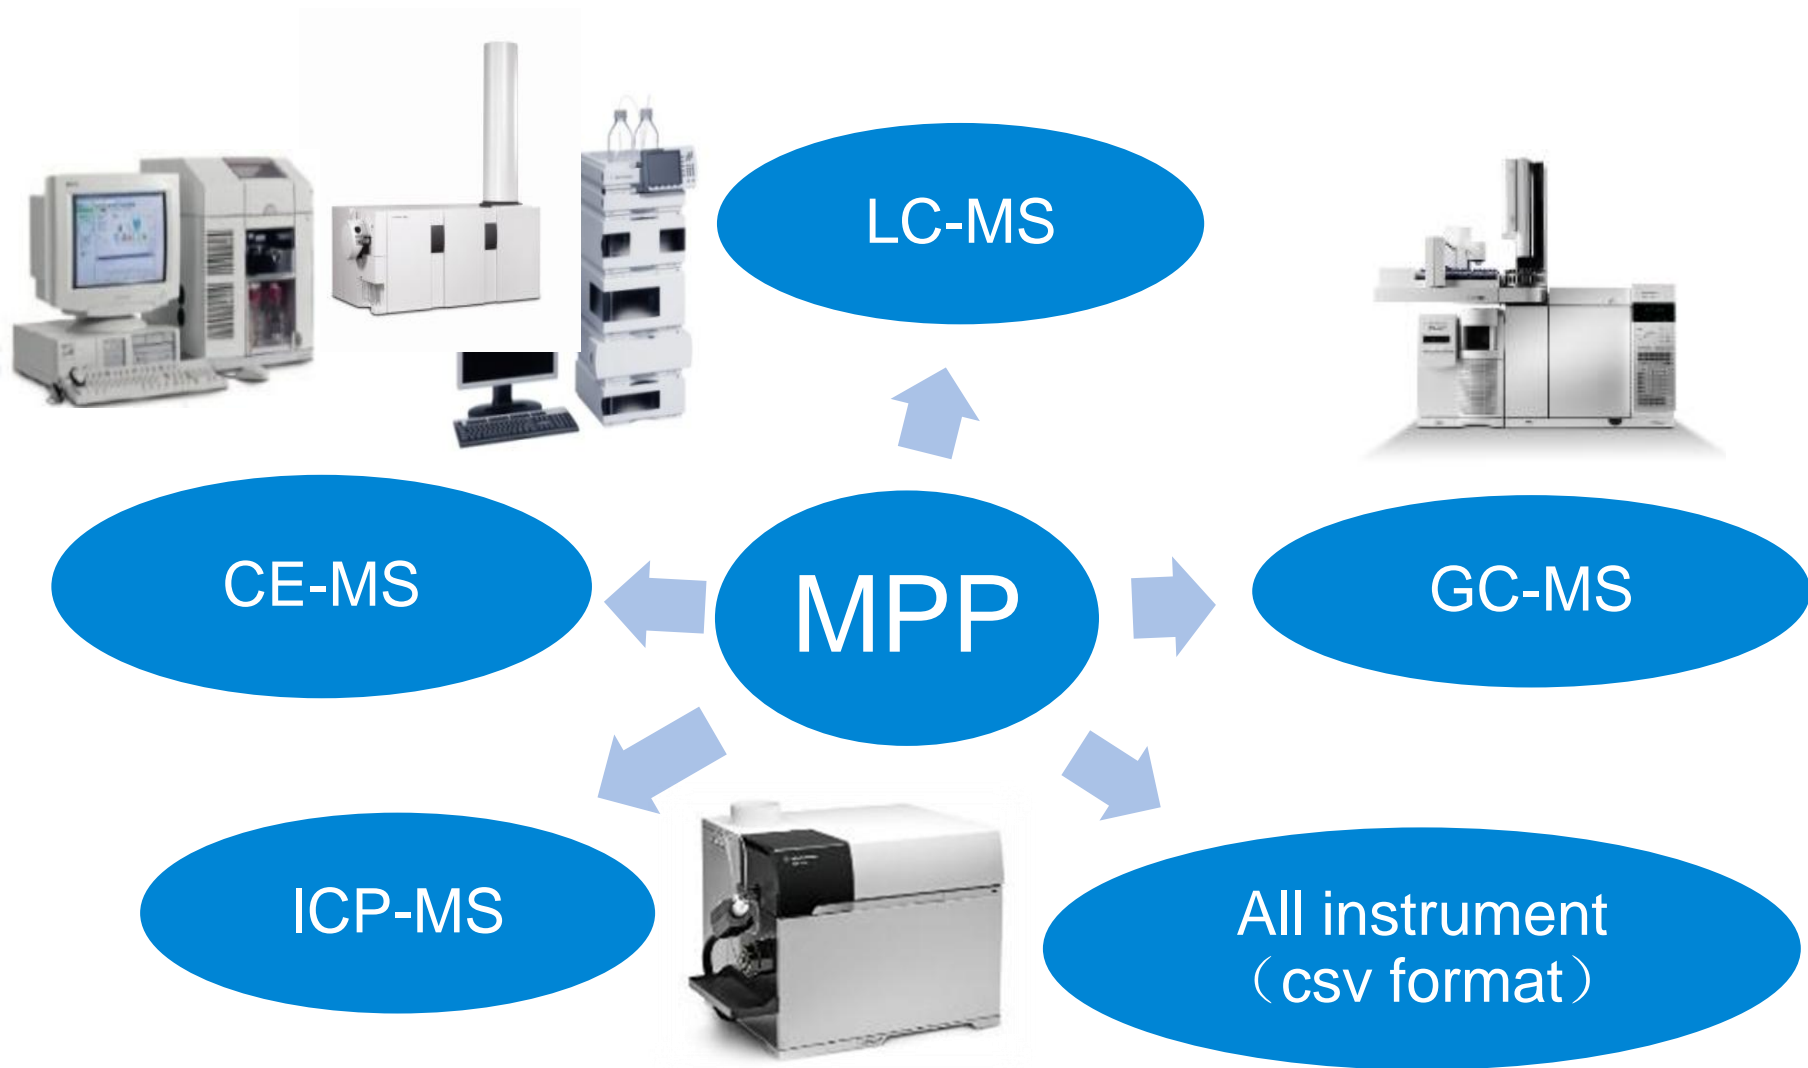 LC-MS
CE-MS
MPP
GC-MS
ICP-MS
All instrument
（csv format）